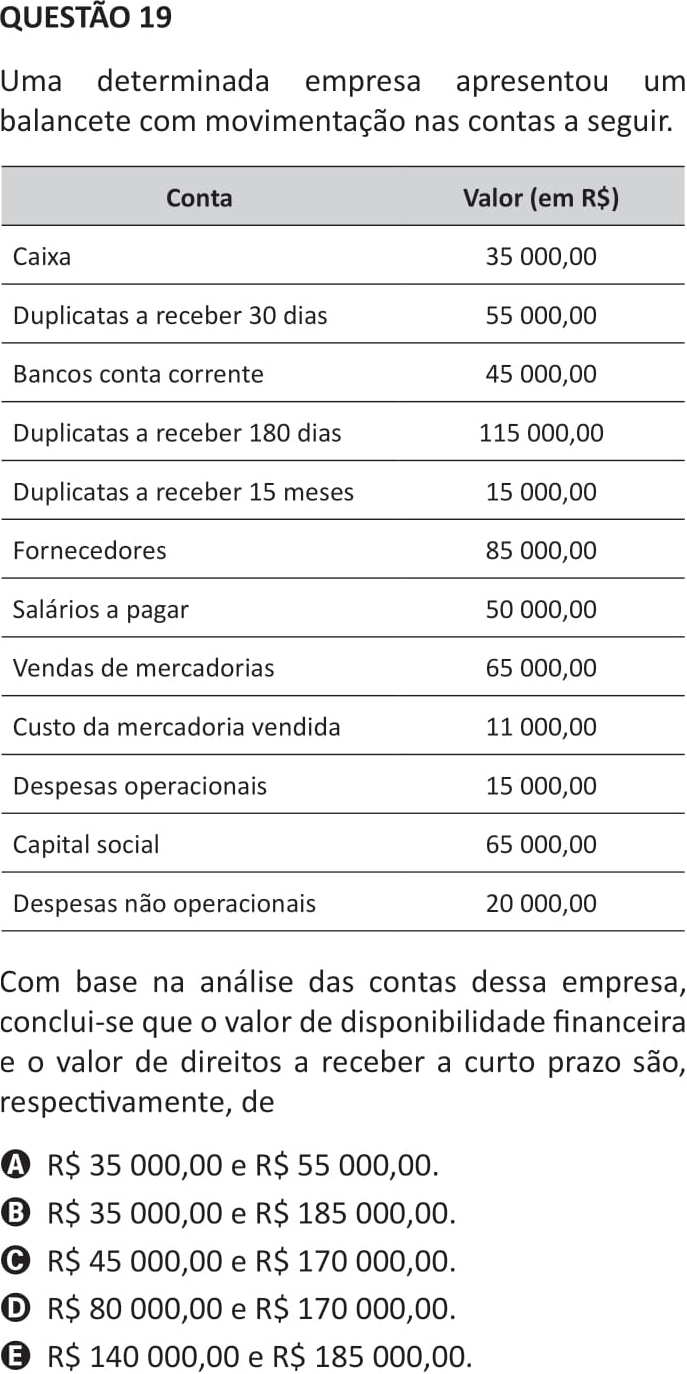 QUESTÃO 19
Uma determinada empresa apresentou um
balancete com movimentação nas contas a seguir.
Conta Valor (em R$)
Caixa 35 000,00
Duplicatas a receber 30 dias 55 000,00
Bancos conta corrente 45 000,00
Duplicatas a receber 180 dias 115 000,00
Duplicatas a receber 15 meses 15 000,00
Fornecedores 85 000,00
Salários a pagar 50 000,00
Vendas de mercadorias 65 000,00
Custo da mercadoria vendida 11 000,00
Despesas operacionais 15 000,00
Capital social 65 000,00
Despesas não operacionais 20 000,00
Com base na análise das contas dessa empresa,
conclui-se que o valor de disponibilidade financeira
e o valor de direitos a receber a curto prazo são,
respectivamente, de
A R$ 35 000,00 e R$ 55 000,00.
B R$ 35 000,00 e R$ 185 000,00.
C R$ 45 000,00 e R$ 170 000,00.
D R$ 80 000,00 e R$ 170 000,00.
E R$ 140 000,00 e R$ 185 000,00.